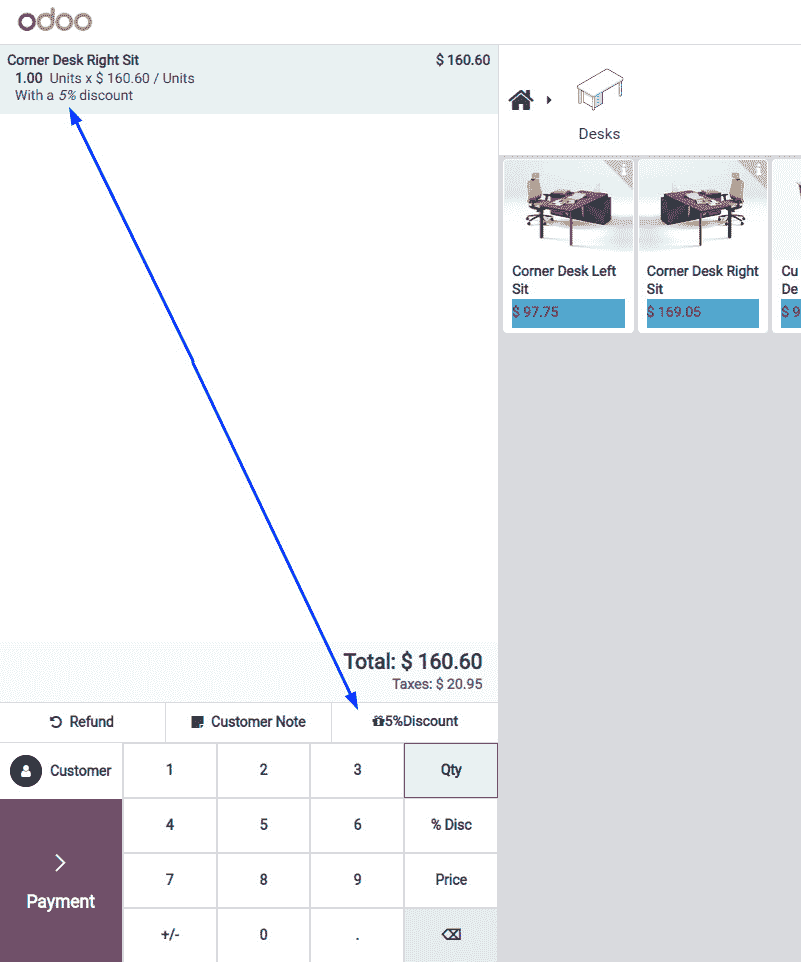 odoo
Corner Desk Right Sit $ 160.60
1.00 Units x $ 160.60 / Units
With a 5% discount
Desks
Corner Desk Left
Sit
$ 97.75
Corner Desk Right
Sit
$ 169.05
Cu
De
$ 9
Total: $ 160.60
Taxes: $ 20.95
Refund
Customer Note
5%Discount
Customer
1 2 3 Qty
4 5 6 % Disc
7 8 9 Price
+/- 0 .
Payment